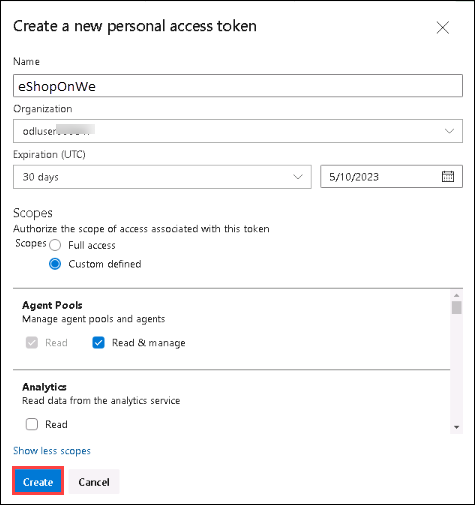 Create a new personal access token
Name
eShopOnWe
Organization
Expiration (UTC)
30 days 5/10/2023
Scopes
Authorize the scope of access associated with this token
Scopes Full access
Custom defined
Agent Pools
Manage agent pools and agents
Read Read & manage
Analytics
Read data from the analytics service
Read
Show less scopes
Create Cancel